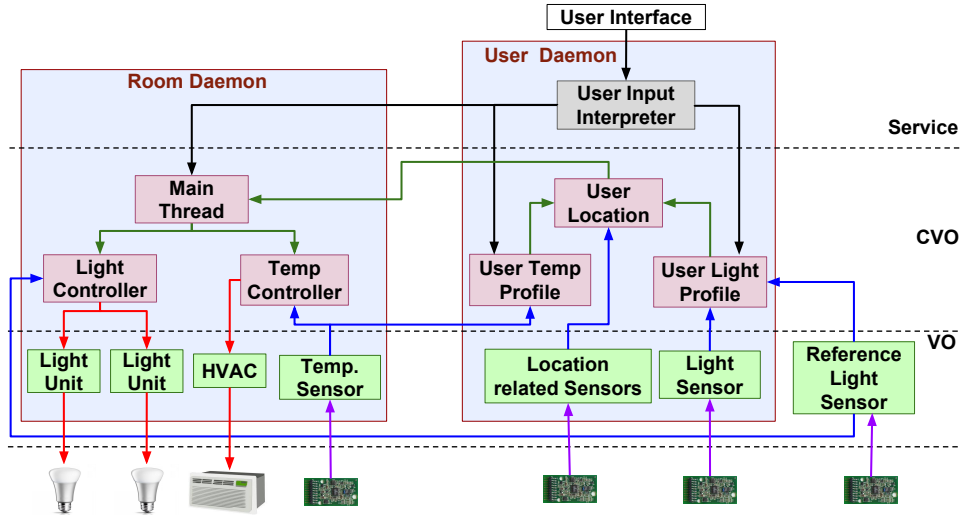 User Interface
User Daemon
Room Daemon
User Input
Interpreter
Service
Main
Thread
User
Location
CVO
Light
Controller
Temp
Controller
User Temp
Profile
User Light
Profile
VO
Light
Unit
Light
Unit
HVAC
Temp.
Sensor
Location
related Sensors
Light
Sensor
Reference
Light
Sensor